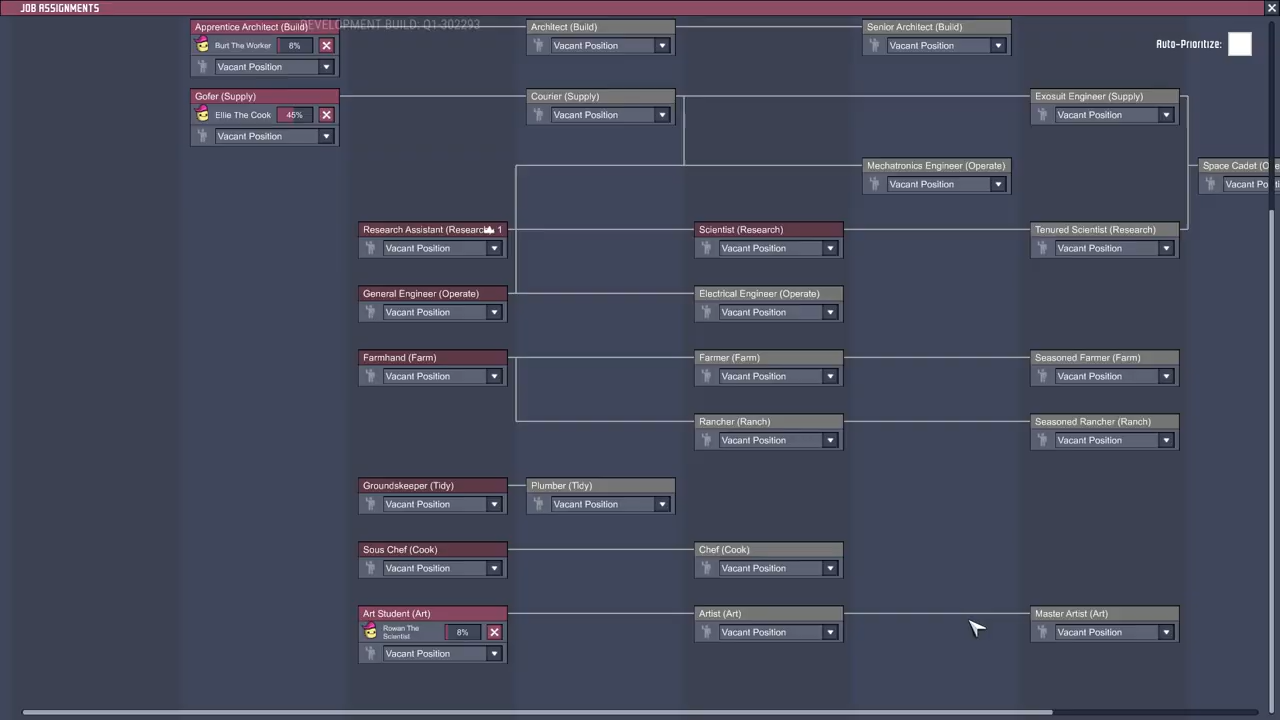 JOB ASSIGNMENTS
DEVELOPMENT BUILD: Q1-302293
Auto-Prioritize:
Apprentice Architect (Build)
Burt The Worker 8%
Vacant Position
Architect (Build)
Vacant Position
Senior Architect (Build)
Vacant Position
Gofer (Supply)
Ellie The Cook 45%
Vacant Position
Courier (Supply)
Vacant Position
Exosuit Engineer (Supply)
Vacant Position
Mechatronics Engineer (Operate)
Vacant Position
Space Cadet (Ope
Vacant Posi
Research Assistant (Research 1
Vacant Position
Scientist (Research)
Vacant Position
Tenured Scientist (Research)
Vacant Position
General Engineer (Operate)
Vacant Position
Electrical Engineer (Operate)
Vacant Position
Farmhand (Farm)
Vacant Position
Farmer (Farm)
Vacant Position
Seasoned Farmer (Farm)
Vacant Position
Rancher (Ranch)
Vacant Position
Seasoned Rancher (Ranch)
Vacant Position
Groundskeeper (Tidy)
Vacant Position
Plumber (Tidy)
Vacant Position
Sous Chef (Cook)
Vacant Position
Chef (Cook)
Vacant Position
Art Student (Art)
Rowan The
Scientist 8%
Vacant Position
Artist (Art)
Vacant Position
Master Artist (Art)
Vacant Position